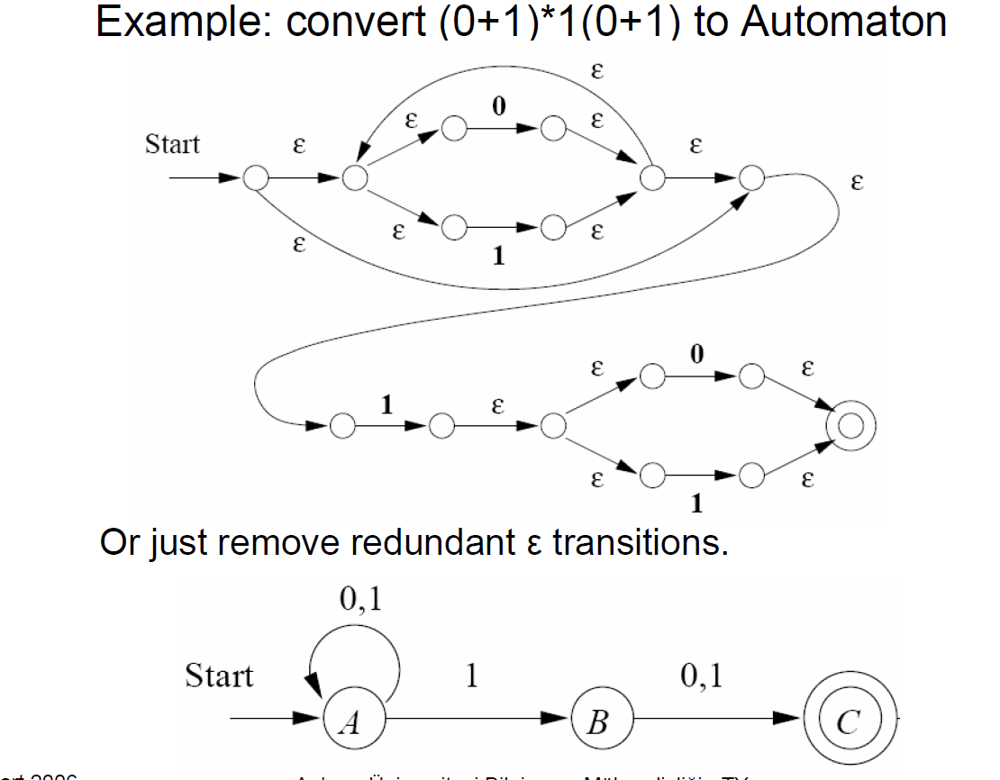 Example: convert (0+1)*1(0+1) to Automaton
ε
0
ε ε
Start ε ε
ε
ε ε
ε 1
0
ε ε
1 ε
ε ε
1
Or just remove redundant ε transitions.
0,1
Start 1 0,1
A B C